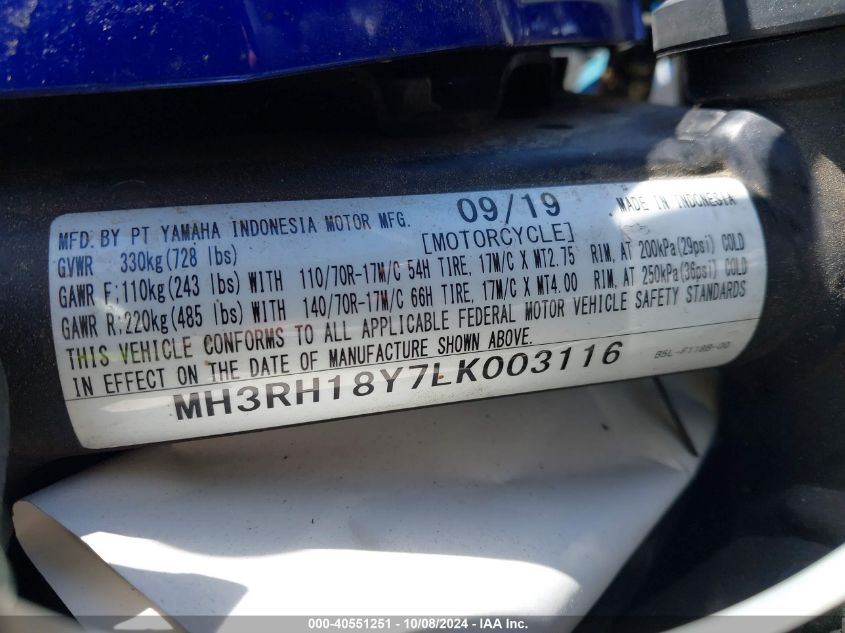 MFD. BY PT YAMAHA INDONESIA MOTOR MFG. 09/19 MADE IN INDONESIA
GVWR 330kg(728 lbs) [MOTORCYCLE]
GAWR F:110kg(243 lbs) WITH 110/70R-17M/C 54H TIRE, 17M/C X MT2.75 RIM, AT 200kPa(29psi) COLD
GAWR R:220kg(485 lbs) WITH 140/70R-17M/C 66H TIRE, 17M/C X MT4.00 RIM, AT 250kPa(36psi) COLD
THIS VEHICLE CONFORMS TO ALL APPLICABLE FEDERAL MOTOR VEHICLE SAFETY STANDARDS
IN EFFECT ON THE DATE OF MANUFACTURE SHOWN ABOVE.
MH3RH18Y7LK003116 B5L-F118B-00
000-40551251 - 10/08/2024 - IAA Inc.